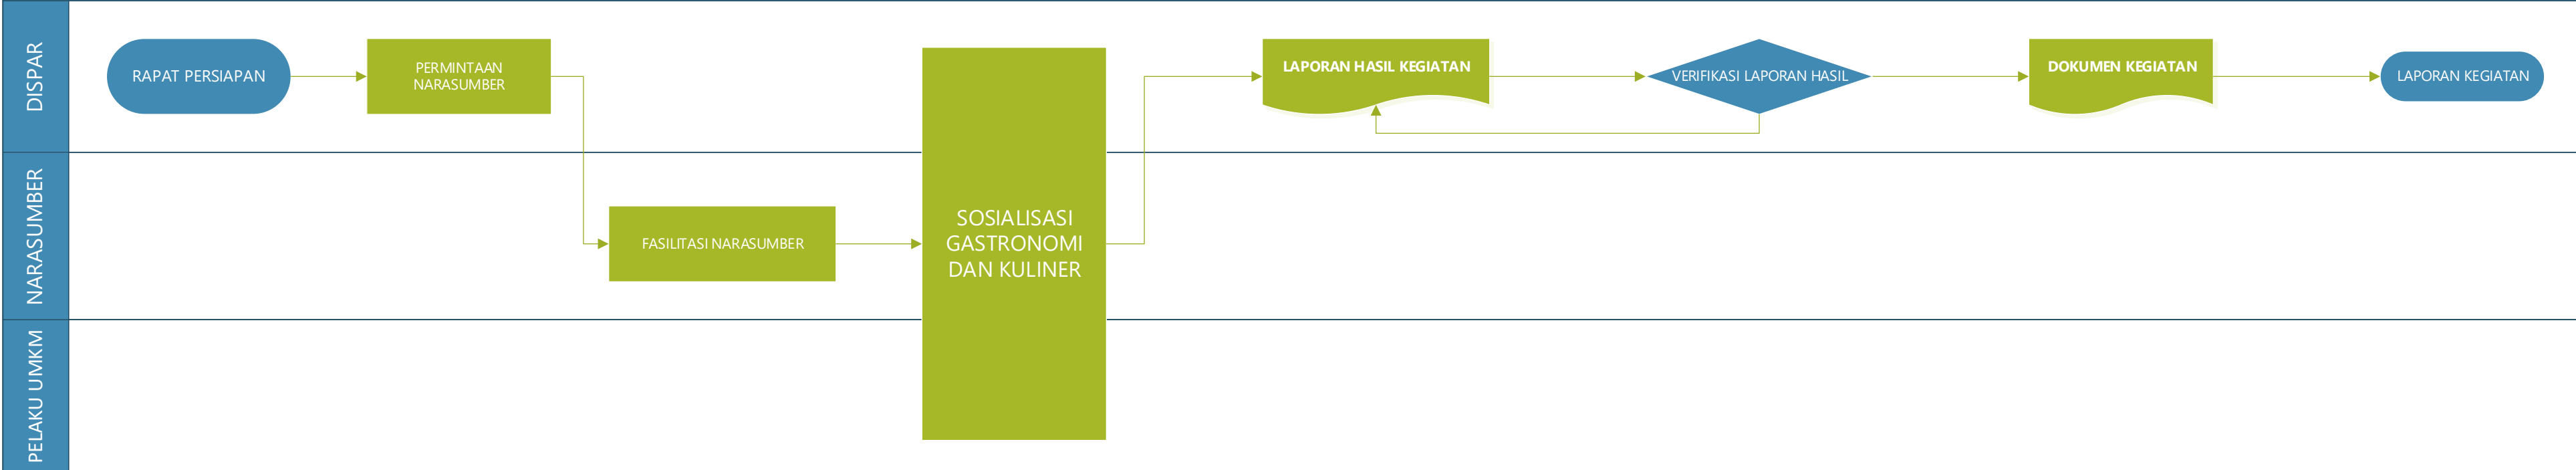 DISPAR
RAPAT PERSIAPAN
PERMINTAAN
NARASUMBER
LAPORAN HASIL KEGIATAN
VERIFIKASI LAPORAN HASIL
DOKUMEN KEGIATAN
LAPORAN KEGIATAN
NARASUMBER
FASILITASI NARASUMBER
SOSIALISASI
GASTRONOMI
DAN KULINER
PELAKU UMKM